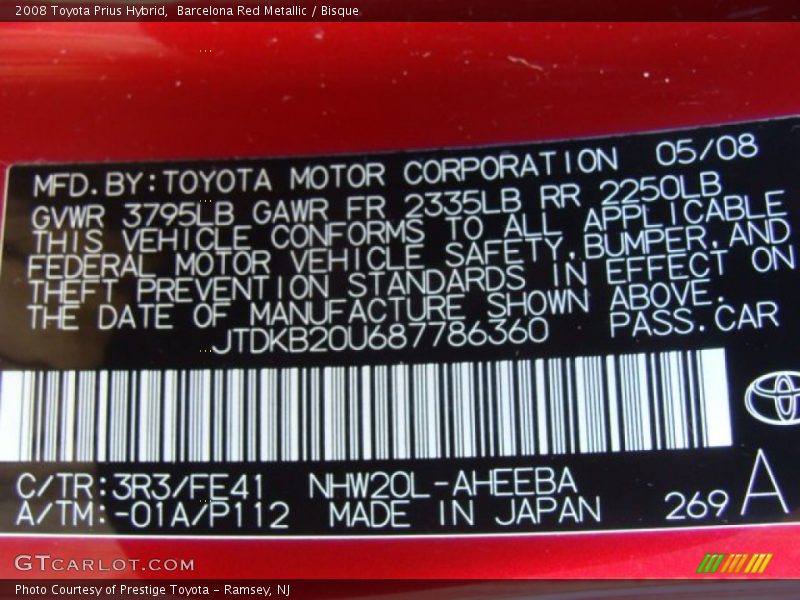 2008 Toyota Prius Hybrid, Barcelona Red Metallic / Bisque
MFD. BY: TOYOTA MOTOR CORPORATION 05/08
GVWR 3795LB GAWR FR 2335LB RR 2250LB
THIS VEHICLE CONFORMS TO ALL APPLICABLE
FEDERAL MOTOR VEHICLE SAFETY, BUMPER, AND
THEFT PREVENTION STANDARDS IN EFFECT ON
THE DATE OF MANUFACTURE SHOWN ABOVE.
JTDKB20U687786360 PASS. CAR
C/TR: 3R3/FE41 NHW20L-AHEEBA
A/TM: -01A/P112 MADE IN JAPAN 269 A
GTCARLOT.COM
Photo Courtesy of Prestige Toyota - Ramsey, NJ